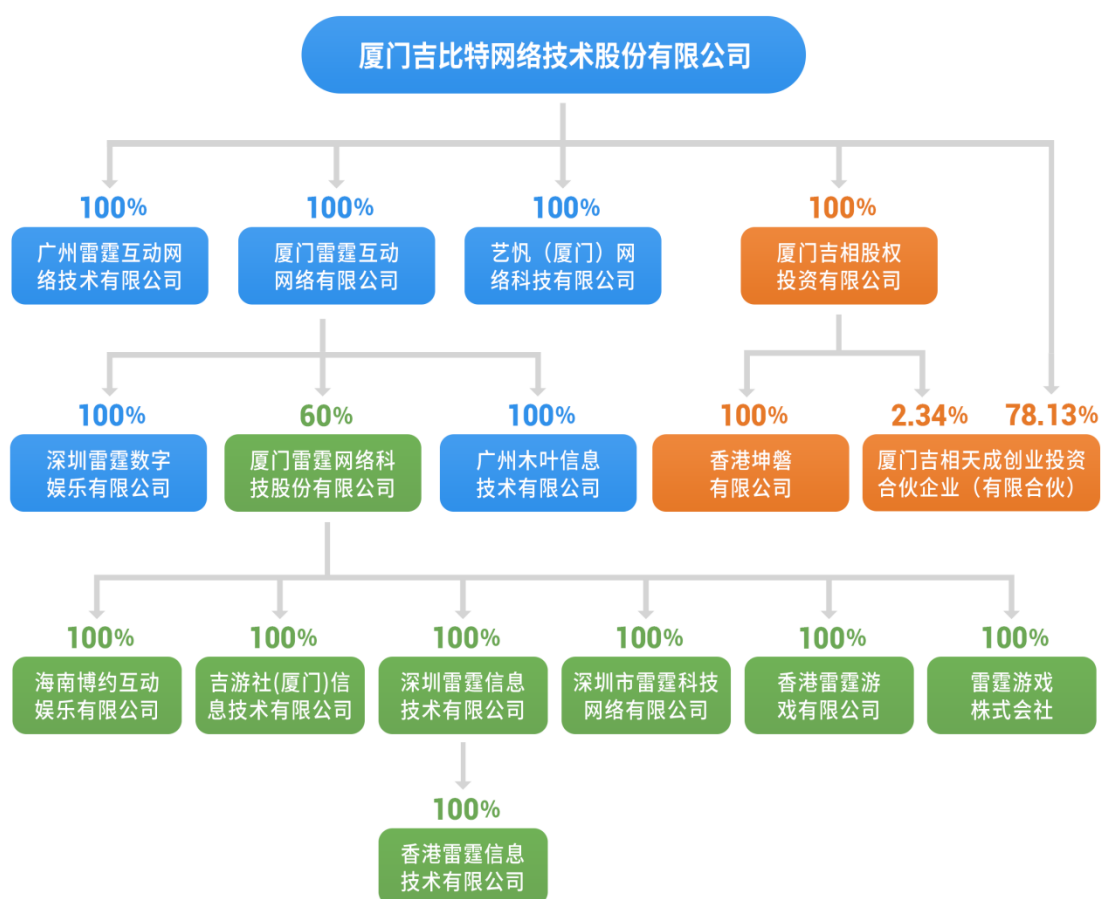 厦门吉比特网络技术股份有限公司
100%
100%
100%
100%
广州雷霆互动网
络技术有限公司
厦门雷霆互动
网络有限公司
艺忛（厦门）网
络科技有限公司
厦门吉相股权
投资有限公司
100%
60%
100%
100%
2.34%
78.13%
深圳雷霆数字
娱乐有限公司
厦门雷霆网络科
技股份有限公司
广州木叶信息
技术有限公司
香港坤磐
有限公司
厦门吉相天成创业投资
合伙企业（有限合伙）
100%
100%
100%
100%
100%
100%
海南博约互动
娱乐有限公司
吉游社(厦门)信
息技术有限公司
深圳雷霆信息
技术有限公司
深圳市雷霆科技
网络有限公司
香港雷霆游
戏有限公司
雷霆游戏
株式会社
100%
香港雷霆信息
技术有限公司